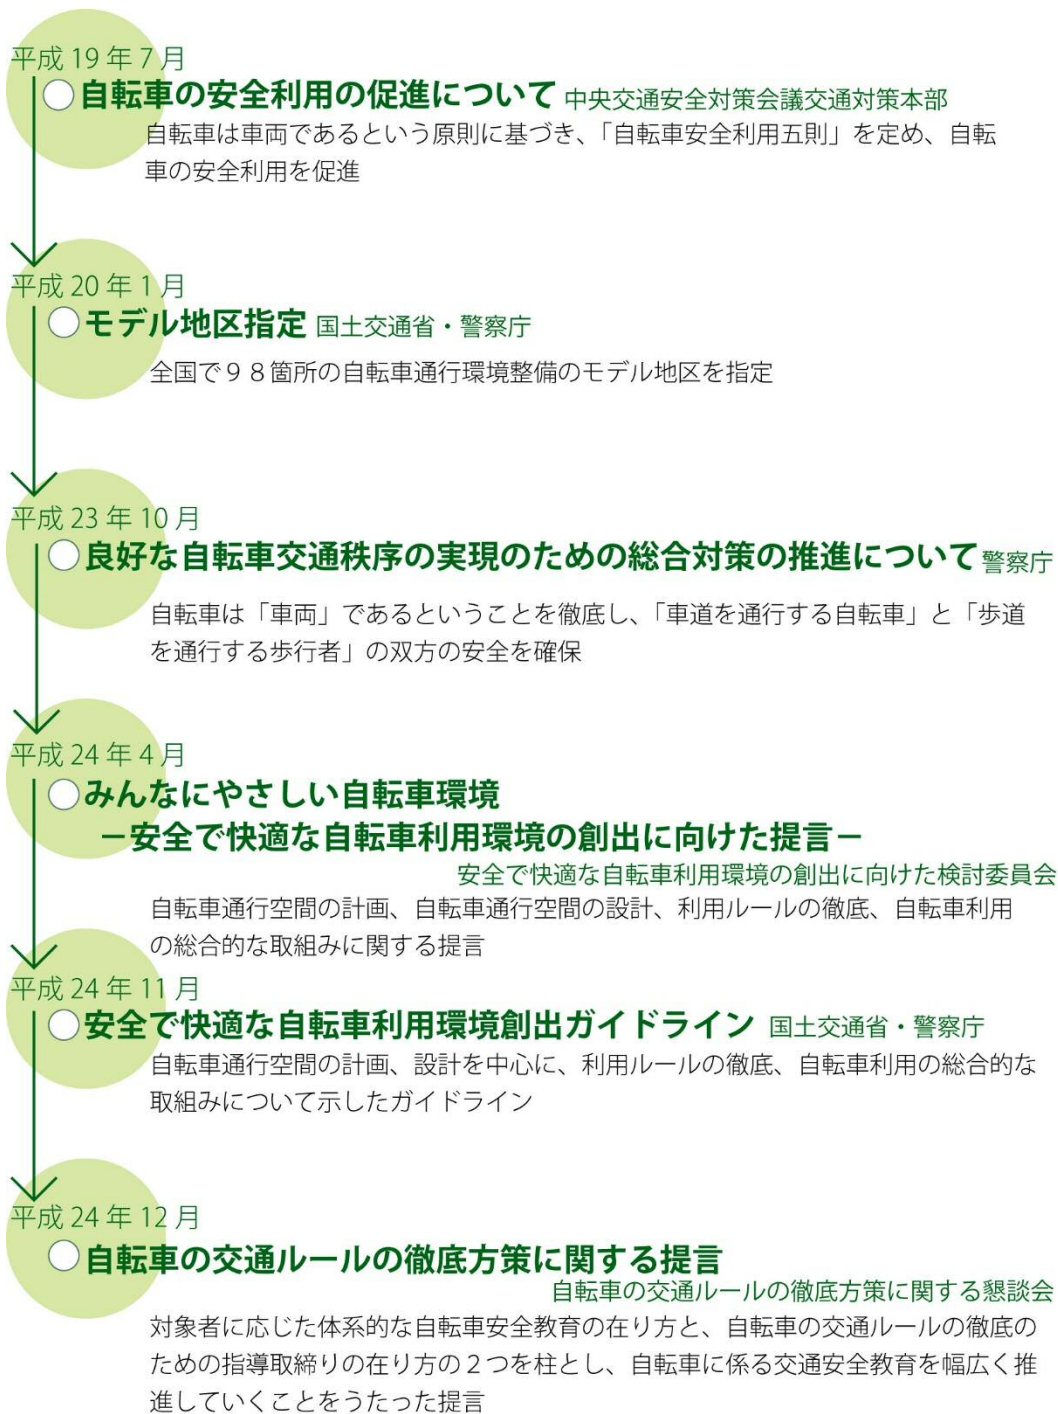 平成 19 年 7 月
○自転車の安全利用の促進について 中央交通安全対策会議交通対策本部
自転車は車両であるという原則に基づき、「自転車安全利用五則」を定め、自転
車の安全利用を促進
平成 20 年 1 月
○モデル地区指定 国土交通省・警察庁
全国で９８箇所の自転車通行環境整備のモデル地区を指定
平成 23 年 10 月
○良好な自転車交通秩序の実現のための総合対策の推進について 警察庁
自転車は「車両」であるということを徹底し、「車道を通行する自転車」と「歩道
を通行する歩行者」の双方の安全を確保
平成 24 年 4 月
○みんなにやさしい自転車環境
－安全で快適な自転車利用環境の創出に向けた提言－
安全で快適な自転車利用環境の創出に向けた検討委員会
自転車通行空間の計画、自転車通行空間の設計、利用ルールの徹底、自転車利用
の総合的な取組みに関する提言
平成 24 年 11 月
○安全で快適な自転車利用環境創出ガイドライン 国土交通省・警察庁
自転車通行空間の計画、設計を中心に、利用ルールの徹底、自転車利用の総合的な
取組みについて示したガイドライン
平成 24 年 12 月
○自転車の交通ルールの徹底方策に関する提言
自転車の交通ルールの徹底方策に関する懇談会
対象者に応じた体系的な自転車安全教育の在り方と、自転車の交通ルールの徹底の
ための指導取締りの在り方の２つを柱とし、自転車に係る交通安全教育を幅広く推
進していくことをうたった提言